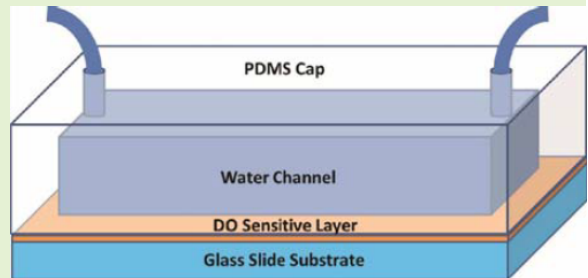 PDMS Cap
Water Channel
DO Sensitive Layer
Glass Slide Substrate